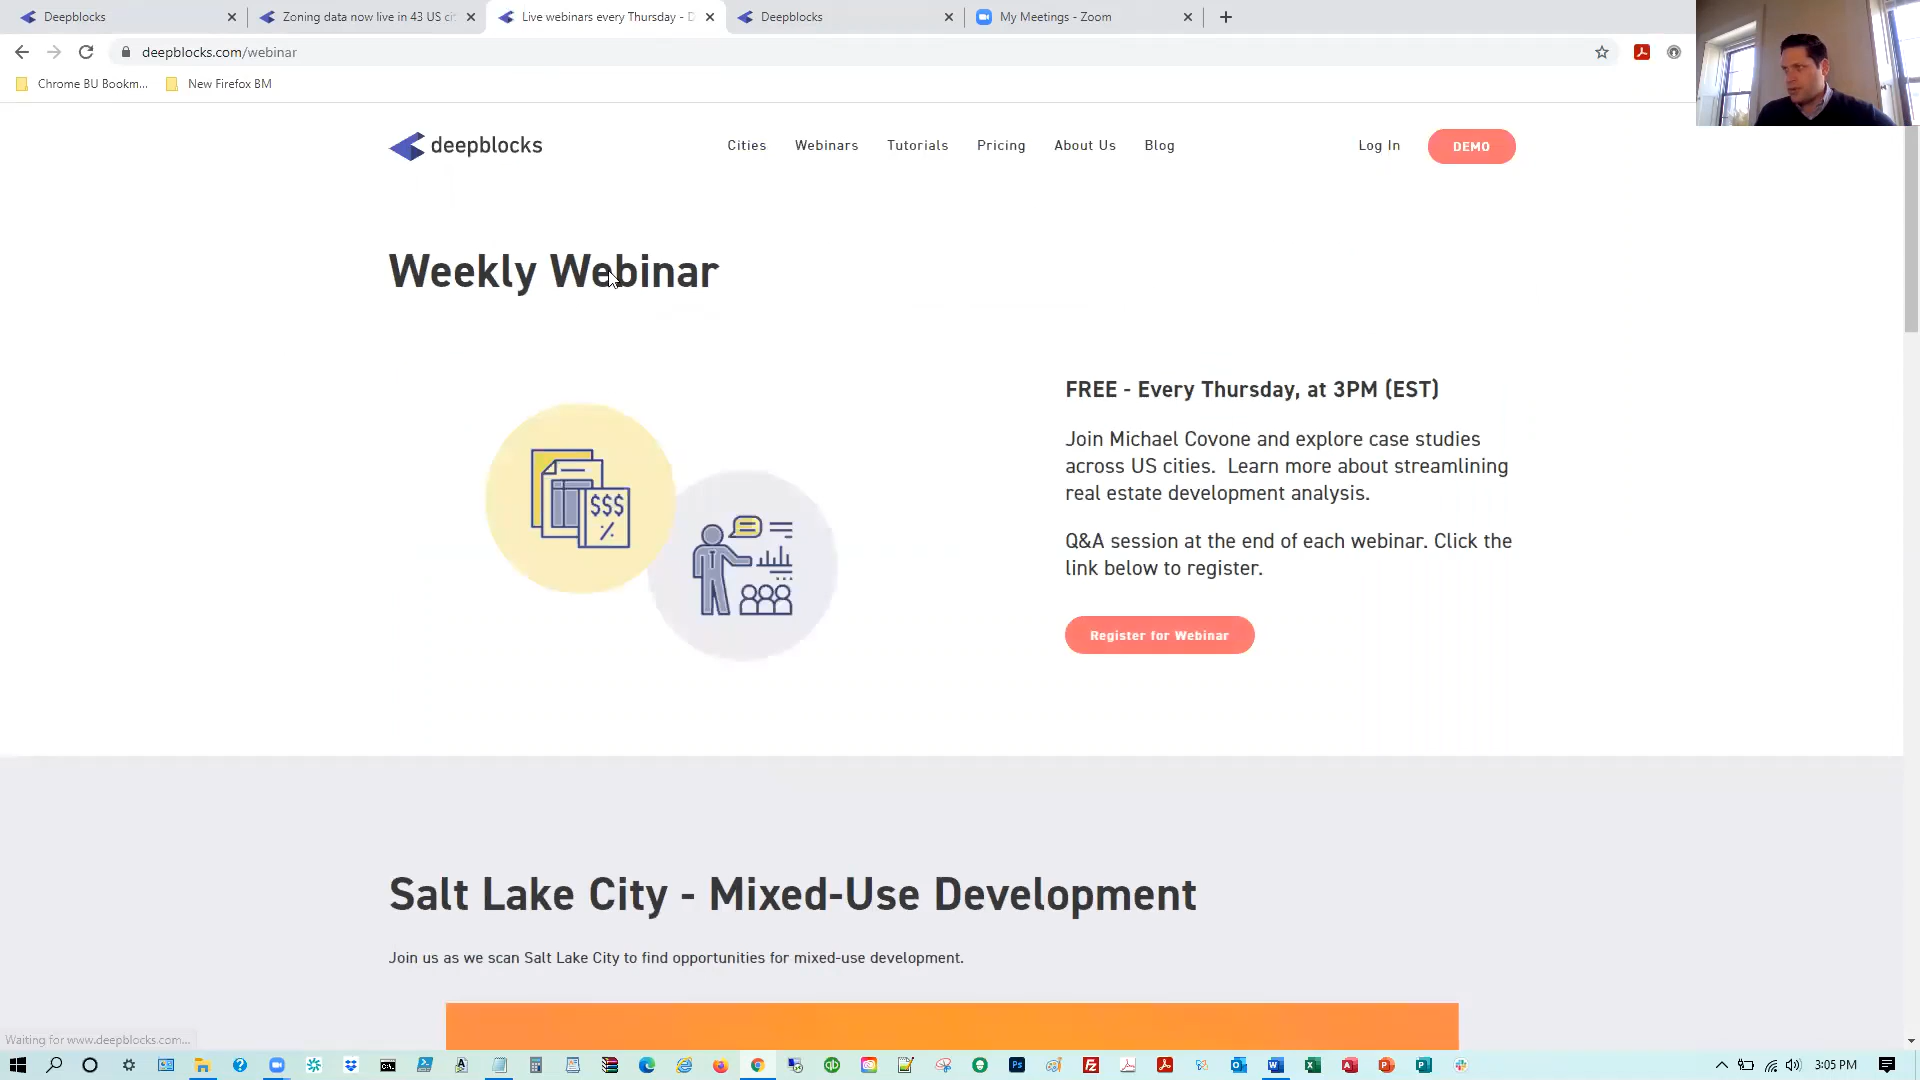 Deepblocks
Zoning data now live in 43 US ci
Live webinars every Thursday - D
Deepblocks
My Meetings - Zoom
deepblocks.com/webinar
Chrome BU Bookm...
New Firefox BM
deepblocks
Cities
Webinars
Tutorials
Pricing
About Us
Blog
Log In
DEMO
Weekly Webinar
FREE - Every Thursday, at 3PM (EST)
Join Michael Covone and explore case studies
across US cities. Learn more about streamlining
real estate development analysis.
Q&A session at the end of each webinar. Click the
link below to register.
$$$
%
Register for Webinar
Salt Lake City - Mixed-Use Development
Join us as we scan Salt Lake City to find opportunities for mixed-use development.
Waiting for www.deepblocks.com...
3:05 PM